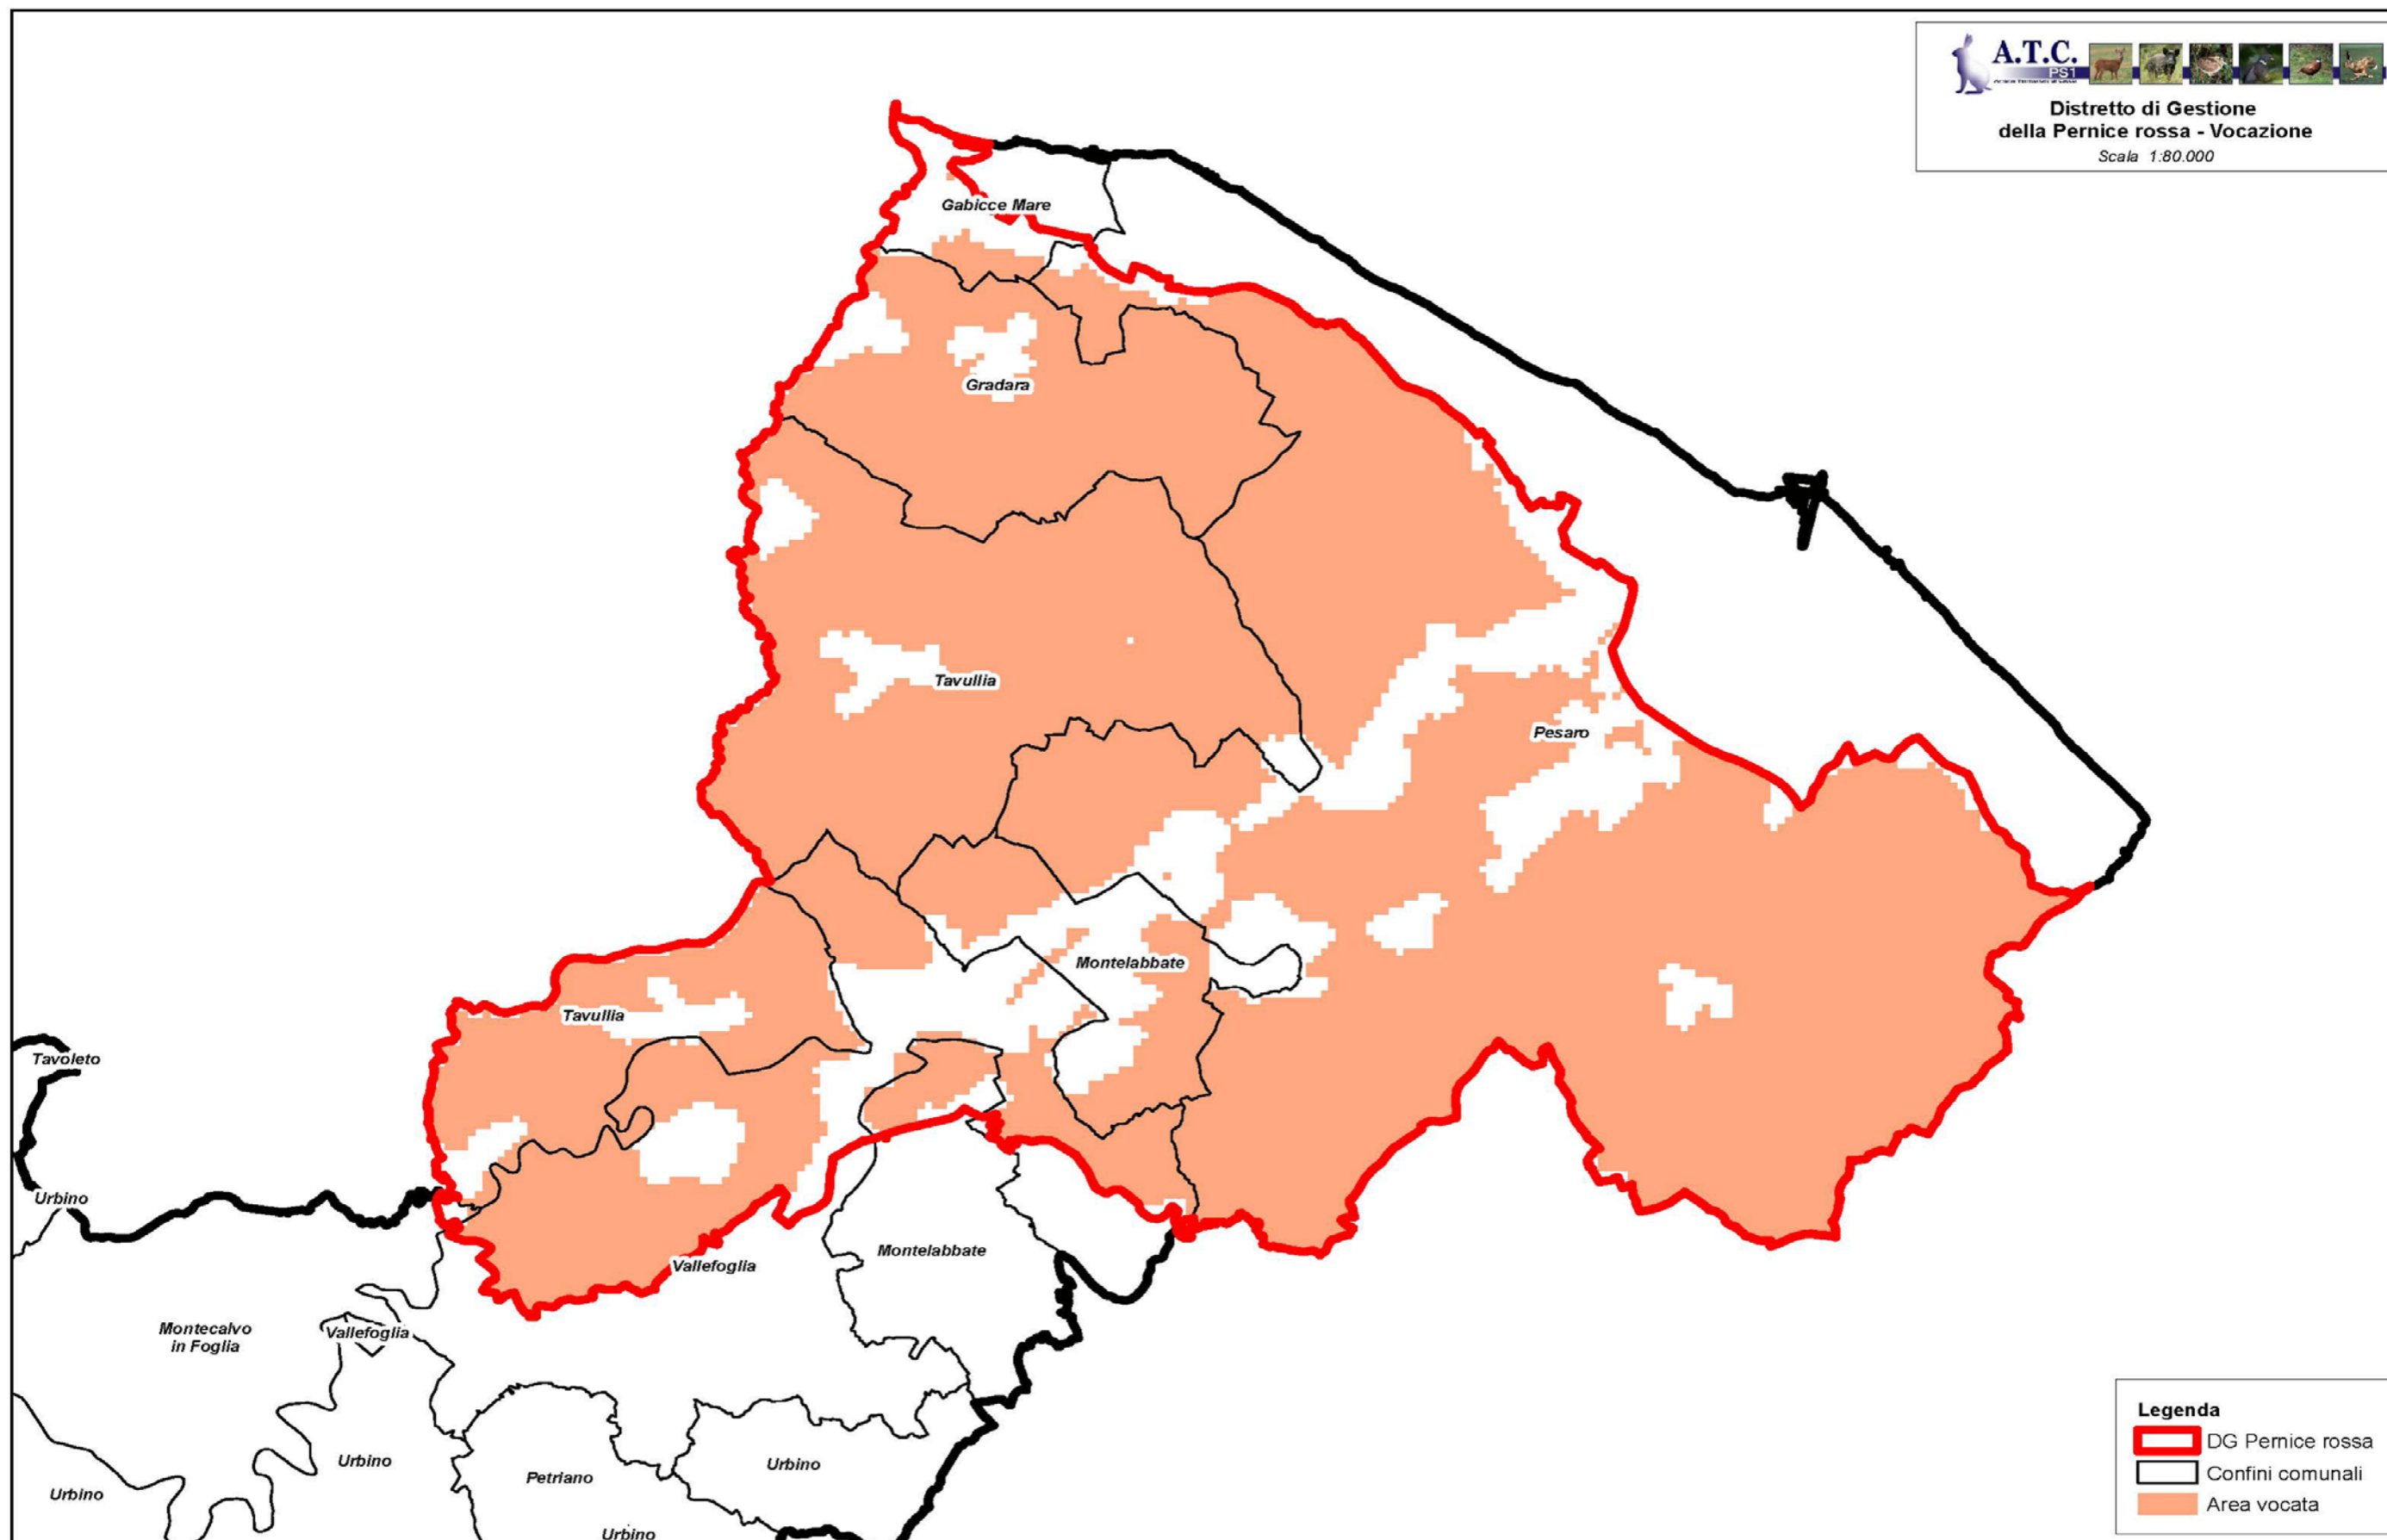 A.T.C.
PS1
Distretto di Gestione
della Pernice rossa - Vocazione
Scala 1:80.000
Gabicce Mare
Gradara
Tavullia
Pesaro
Montelabbate
Tavullia
Tavoleto
Urbino
Montelabbate
Vallefoglia
Montecalvo
in Foglia
Vallefoglia
Urbino
Petriano
Urbino
Urbino
Urbino
Legenda
DG Pernice rossa
Confini comunali
Area vocata